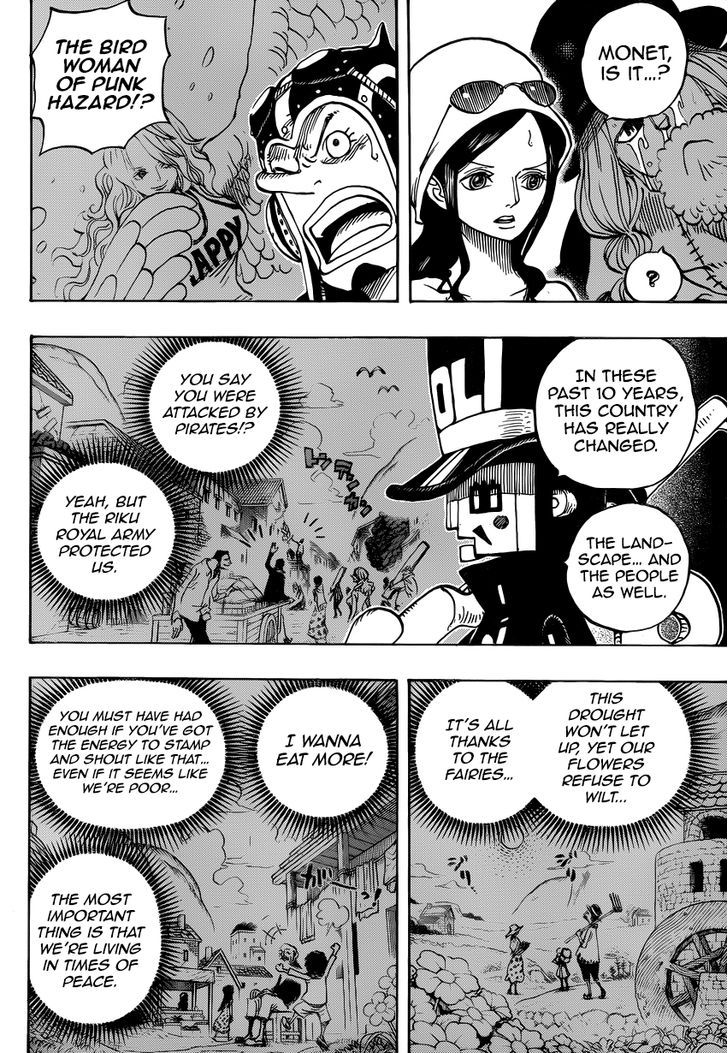 MONET,
IS IT...?
?
THE BIRD
WOMAN
OF PUNK
HAZARD!?
APPY
IN THESE
PAST 10 YEARS,
THIS COUNTRY
HAS REALLY
CHANGED.
THE LAND-
SCAPE... AND
THE PEOPLE
AS WELL.
OLI
YOU SAY
YOU WERE
ATTACKED BY
PIRATES!?
YEAH, BUT
THE RIKU
ROYAL ARMY
PROTECTED
US.
THIS
DROUGHT
WON'T LET
UP, YET OUR
FLOWERS
REFUSE TO
WILT...
IT'S ALL
THANKS TO
THE
FAIRIES...
I WANNA
EAT MORE!
YOU MUST HAVE HAD
ENOUGH IF YOU'VE GOT
THE ENERGY TO STAMP
AND SHOUT LIKE THAT...
EVEN IF IT SEEMS LIKE
WE'RE POOR...
THE MOST
IMPORTANT
THING IS THAT
WE'RE LIVING
IN TIMES OF
PEACE.